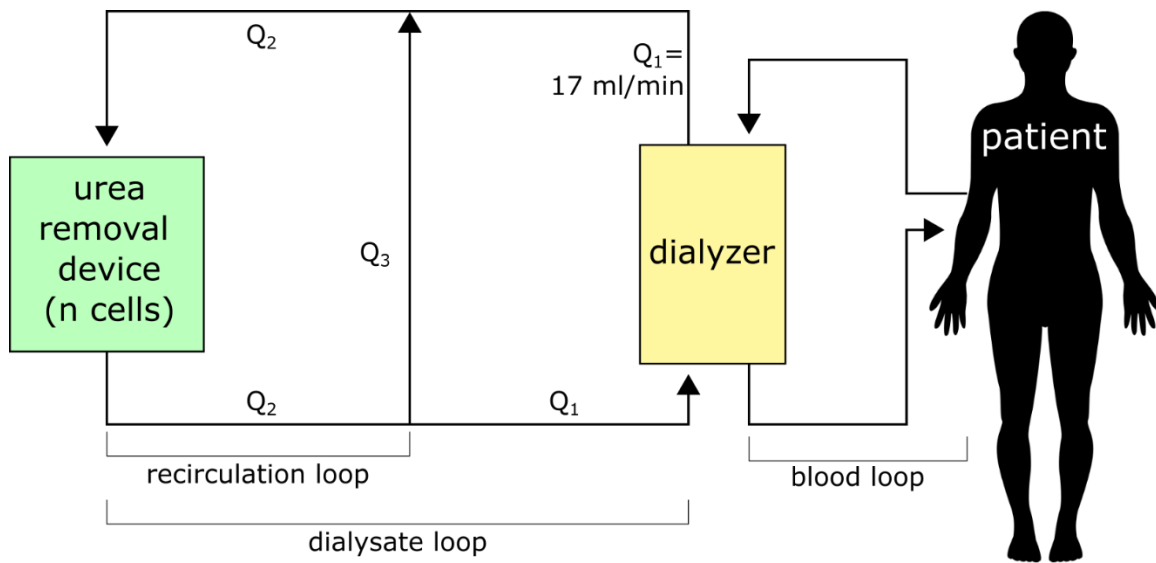 Q₂
Q₁=
17 ml/min
patient
urea
removal
device
(n cells)
Q₃
dialyzer
Q₂
Q₁
recirculation loop
blood loop
dialysate loop